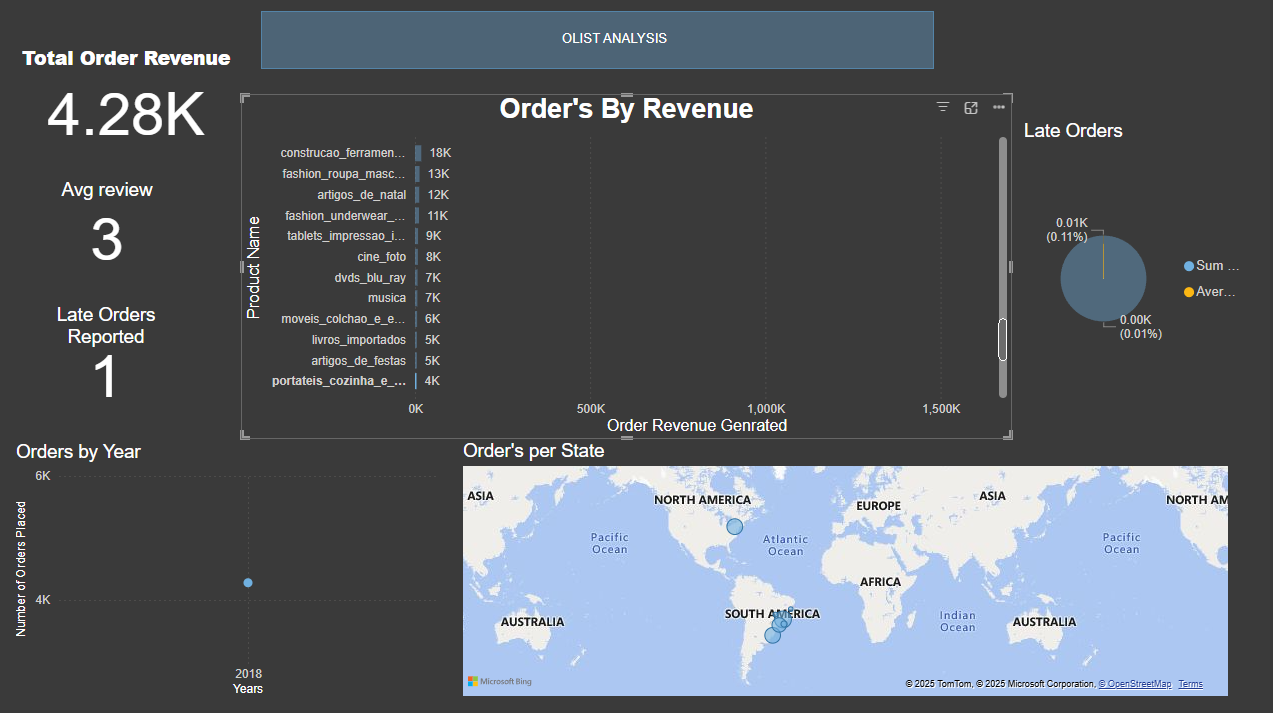 OLIST ANALYSIS
Total Order Revenue
4.28K
Avg review
3
Late Orders
Reported
1
Order's By Revenue
Product Name
construcao_ferramen... 18K
fashion_roupa_masc... 13K
artigos_de_natal 12K
fashion_underwear_... 11K
tablets_impressao_i... 9K
cine_foto 8K
dvds_blu_ray 7K
musica 7K
moveis_colchao_e_e... 6K
livros_importados 5K
artigos_de_festas 5K
portateis_cozinha_e_... 4K
0K 500K 1,000K 1,500K
Order Revenue Genrated
Late Orders
0.01K
(0.11%)
0.00K
(0.01%)
Sum ...
Aver...
Orders by Year
Number of Orders Placed
6K
4K
2018
Years
Order's per State
ASIA
NORTH AMERICA
EUROPE
ASIA
NORTH AM
Pacific
Ocean
Atlantic
Ocean
Pacific
Ocean
AFRICA
SOUTH AMERICA
AUSTRALIA
Indian
Ocean
AUSTRALIA
Microsoft Bing
© 2025 TomTom, © 2025 Microsoft Corporation, © OpenStreetMap Terms